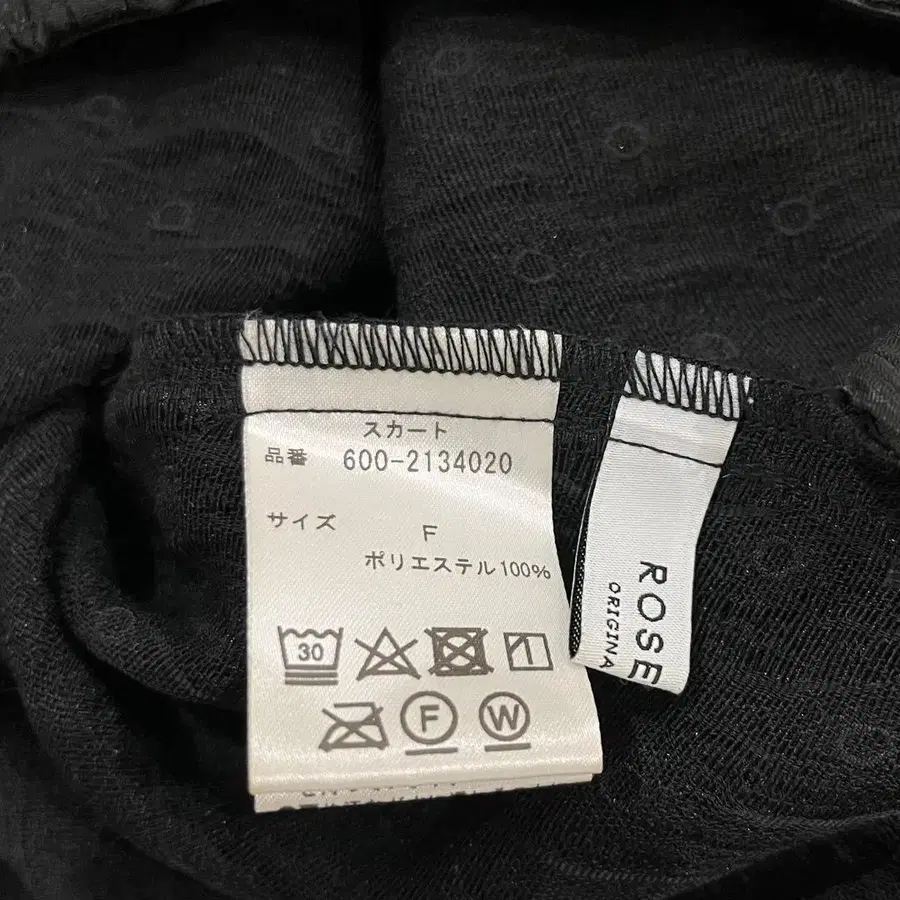 スカート
品番 600-2134020
サイズ F
ポリエステル100%
30
F
W
ROSE
ORIGINA